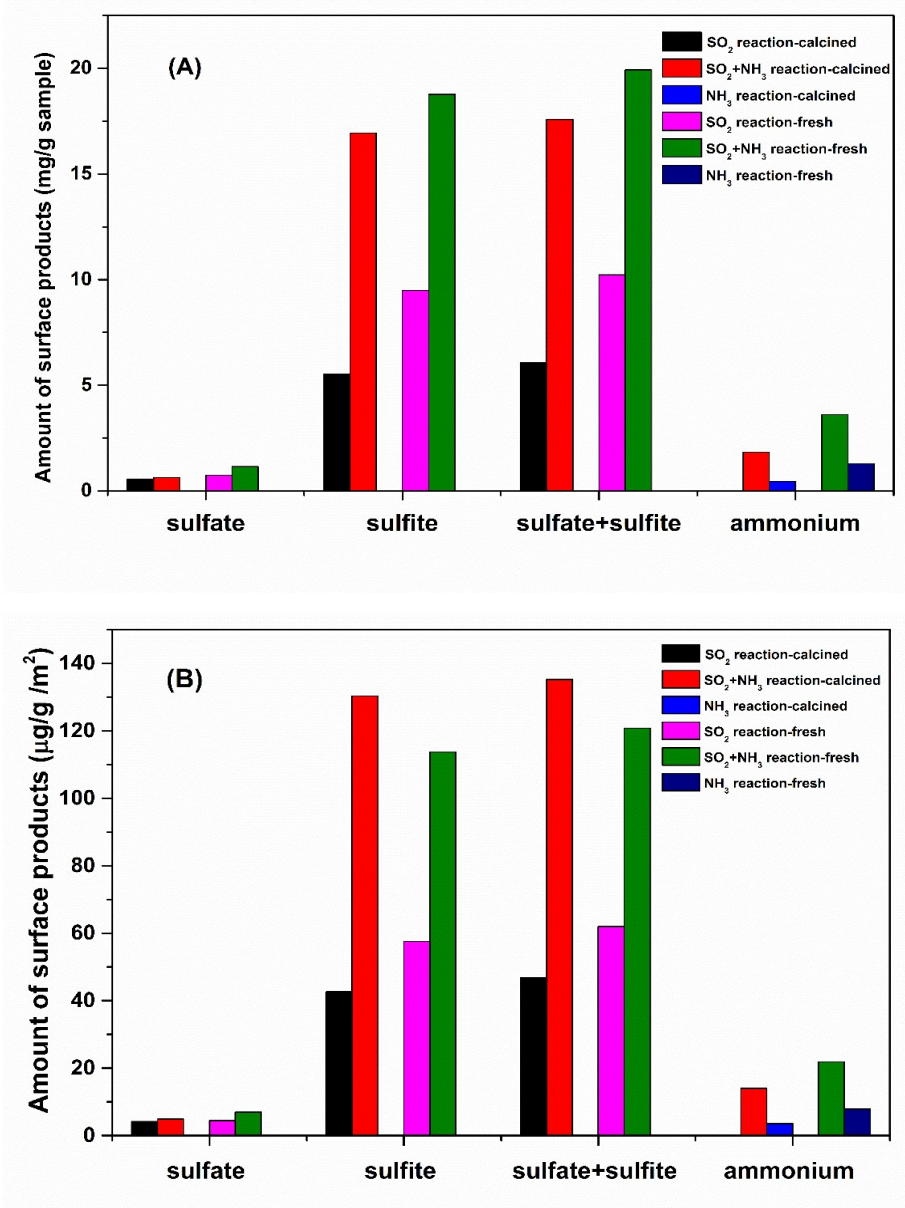 (A)
SO2 reaction-calcined
SO2+NH3 reaction-calcined
NH3 reaction-calcined
SO2 reaction-fresh
SO2+NH3 reaction-fresh
NH3 reaction-fresh
Amount of surface products (mg/g sample)
20
15
10
5
0
sulfate sulfite sulfate+sulfite ammonium
(B)
SO2 reaction-calcined
SO2+NH3 reaction-calcined
NH3 reaction-calcined
SO2 reaction-fresh
SO2+NH3 reaction-fresh
NH3 reaction-fresh
Amount of surface products (μg/g /m2)
140
120
100
80
60
40
20
0
sulfate sulfite sulfate+sulfite ammonium